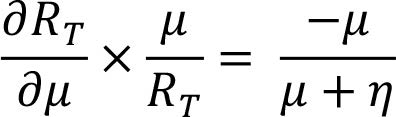 ∂R_T/∂μ × μ/R_T = −μ/(μ + η)